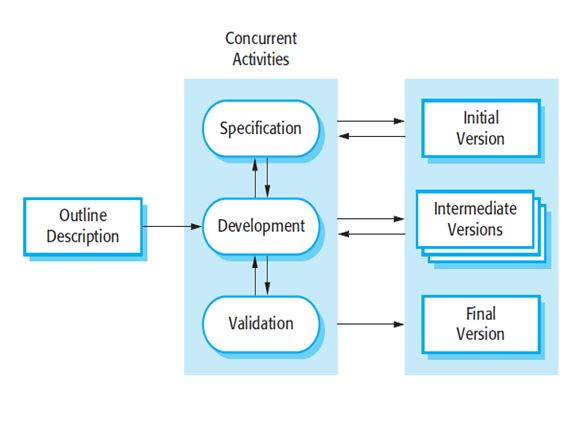 Concurrent
Activities
Specification
Initial
Version
Outline
Description
Development
Intermediate
Versions
Validation
Final
Version